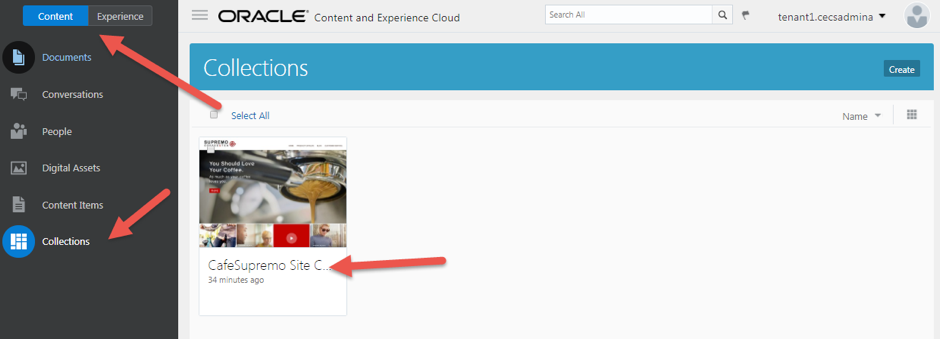 Content Experience
Documents
Conversations
People
Digital Assets
Content Items
Collections
ORACLE Content and Experience Cloud
Search All
tenant1.cecsadmina
Collections
Create
Select All
Name
SUPREMO
You Should Love
Your Coffee.
CafeSupremo Site C...
34 minutes ago